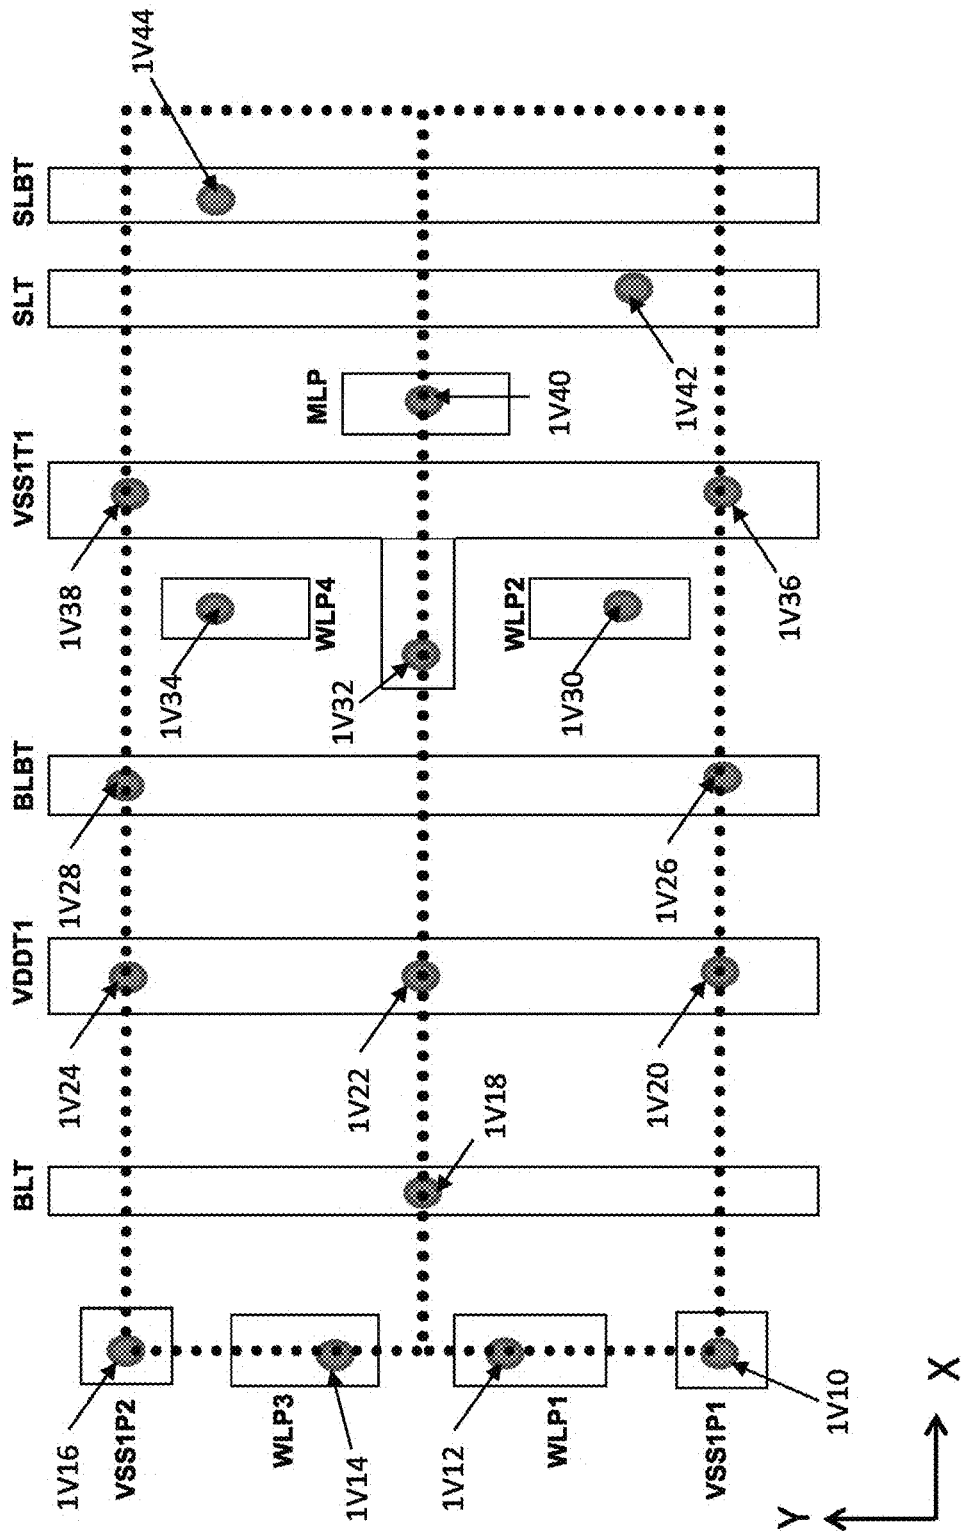 SLBT
1V44
SLT
1V42
MLP
1V40
VSS1T1
1V38
1V36
WLP4
1V34
1V32
WLP2
1V30
BLBT
1V28
1V26
VDDT1
1V24
1V22
1V20
BLT
1V18
1V16
VSS1P2
WLP3
1V14
1V12
WLP1
VSS1P1
1V10
Y
X